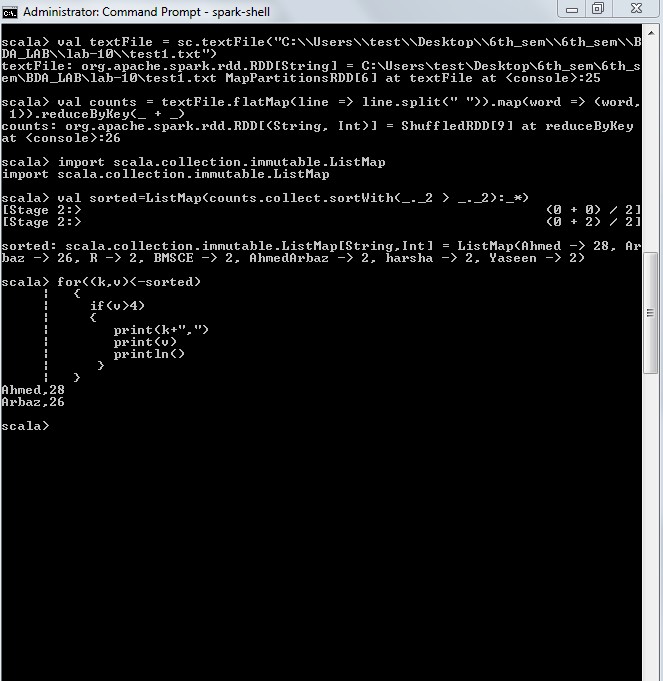 Administrator: Command Prompt - spark-shell
scala> val textFile = sc.textFile("C:\\Users\\test\\Desktop\\6th_sem\\6th_sem\\B
DA_LAB\\lab-10\\test1.txt")
textFile: org.apache.spark.rdd.RDD[String] = C:\Users\test\Desktop\6th_sem\6th_s
em\BDA_LAB\lab-10\test1.txt MapPartitionsRDD[6] at textFile at <console>:25
scala> val counts = textFile.flatMap(line => line.split(" ")).map(word => (word,
1)).reduceByKey(_ + _)
counts: org.apache.spark.rdd.RDD[(String, Int)] = ShuffledRDD[9] at reduceByKey
at <console>:26
scala> import scala.collection.immutable.ListMap
import scala.collection.immutable.ListMap
scala> val sorted=ListMap(counts.collect.sortWith(_._2 > _._2):_*)
[Stage 2:> (0 + 0) / 2]
[Stage 2:> (0 + 2) / 2]
sorted: scala.collection.immutable.ListMap[String,Int] = ListMap(Ahmed -> 28, Ar
baz -> 26, R -> 2, BMSCE -> 2, AhmedArbaz -> 2, harsha -> 2, Yaseen -> 2)
scala> for((k,v)<-sorted)
| {
| if(v>4)
| {
| print(k+",")
| print(v)
| println()
| }
| }
Ahmed,28
Arbaz,26
scala>